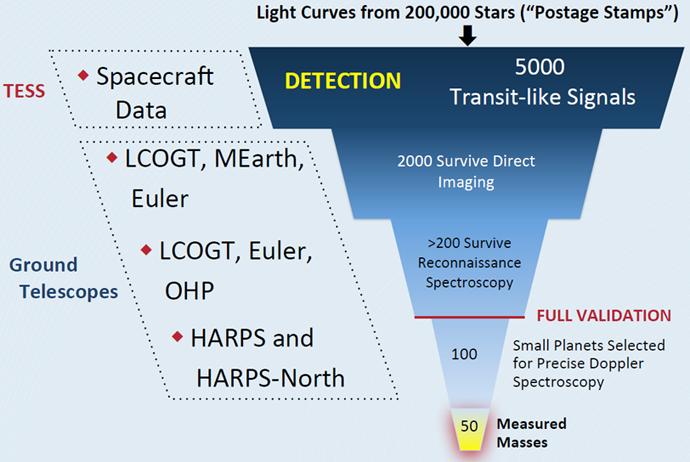 Light Curves from 200,000 Stars (“Postage Stamps”)
TESS
Spacecraft
Data
DETECTION
5000
Transit-like Signals
LCOGT, MEarth,
Euler
2000 Survive Direct
Imaging
Ground
Telescopes
LCOGT, Euler,
OHP
>200 Survive
Reconnaissance
Spectroscopy
FULL VALIDATION
HARPS and
HARPS-North
100
Small Planets Selected
for Precise Doppler
Spectroscopy
50
Measured
Masses